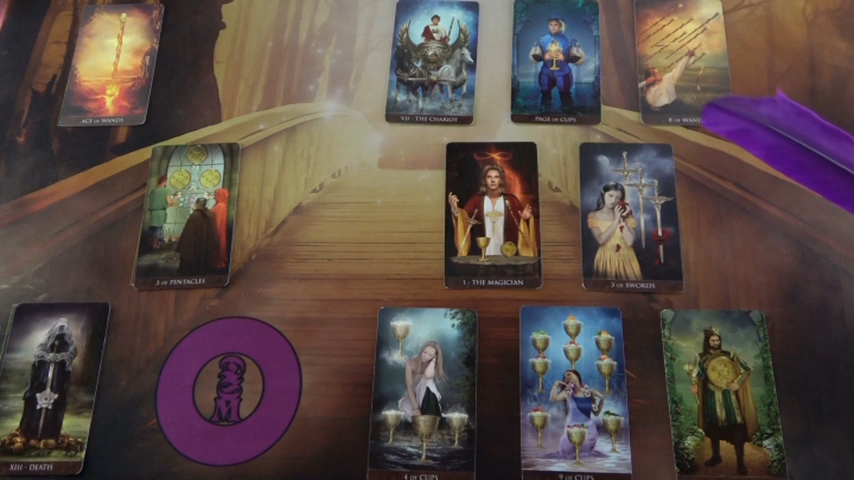 ACE OF WANDS
VII · THE CHARIOT
PAGE OF CUPS
8 OF WANDS
3 OF PENTACLES
I · THE MAGICIAN
3 OF SWORDS
XIII · DEATH
4 OF CUPS
9 OF CUPS